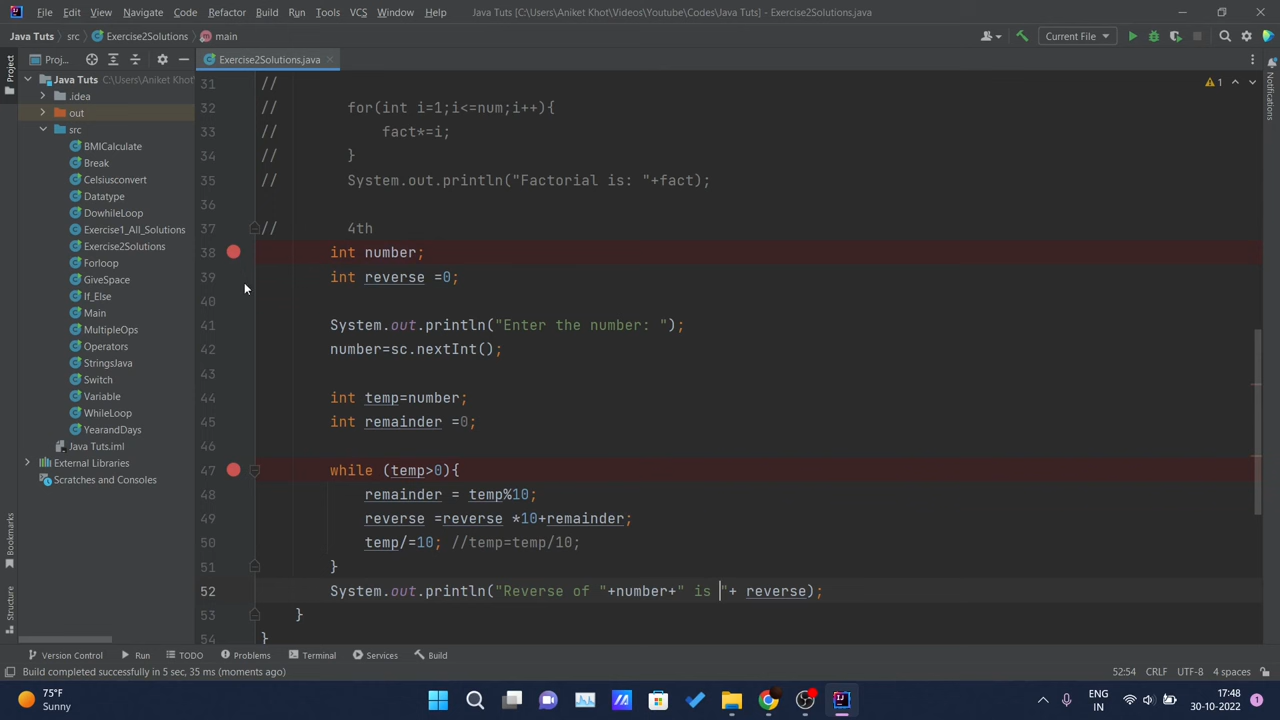 File Edit View Navigate Code Refactor Build Run Tools VCS Window Help Java Tuts [C:\Users\Aniket Khot\Videos\Youtube\Codes\Java Tuts] - Exercise2Solutions.java
Java Tuts src Exercise2Solutions main Current File
Proj... Exercise2Solutions.java
Project
Notifications
Bookmarks
Structure
Java Tuts C:\Users\Aniket Khot
.idea
out
src
BMICalculate
Break
Celsiusconvert
Datatype
DowhileLoop
Exercise1_All_Solutions
Exercise2Solutions
Forloop
GiveSpace
If_Else
Main
MultipleOps
Operators
StringsJava
Switch
Variable
WhileLoop
YearandDays
Java Tuts.iml
External Libraries
Scratches and Consoles
1
31 //
32 // for(int i=1;i<=num;i++){
33 // fact*=i;
34 // }
35 // System.out.println("Factorial is: "+fact);
36
37 // 4th
38 int number;
39 int reverse =0;
40
41 System.out.println("Enter the number: ");
42 number=sc.nextInt();
43
44 int temp=number;
45 int remainder =0;
46
47 while (temp>0){
48 remainder = temp%10;
49 reverse =reverse *10+remainder;
50 temp/=10; //temp=temp/10;
51 }
52 System.out.println("Reverse of "+number+" is "+ reverse);
53 }
54 }
Version Control Run TODO Problems Terminal Services Build
Build completed successfully in 5 sec, 35 ms (moments ago) 52:54 CRLF UTF-8 4 spaces
75°F
Sunny
ENG
IN
17:48
30-10-2022
1